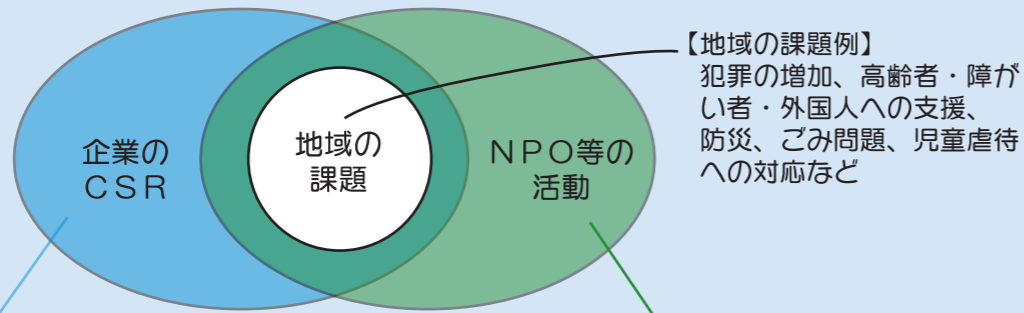 企業の
ＣＳＲ
地域の
課題
ＮＰＯ等の
活動
【地域の課題例】
犯罪の増加、高齢者・障が
い者・外国人への支援、
防災、ごみ問題、児童虐待
への対応など